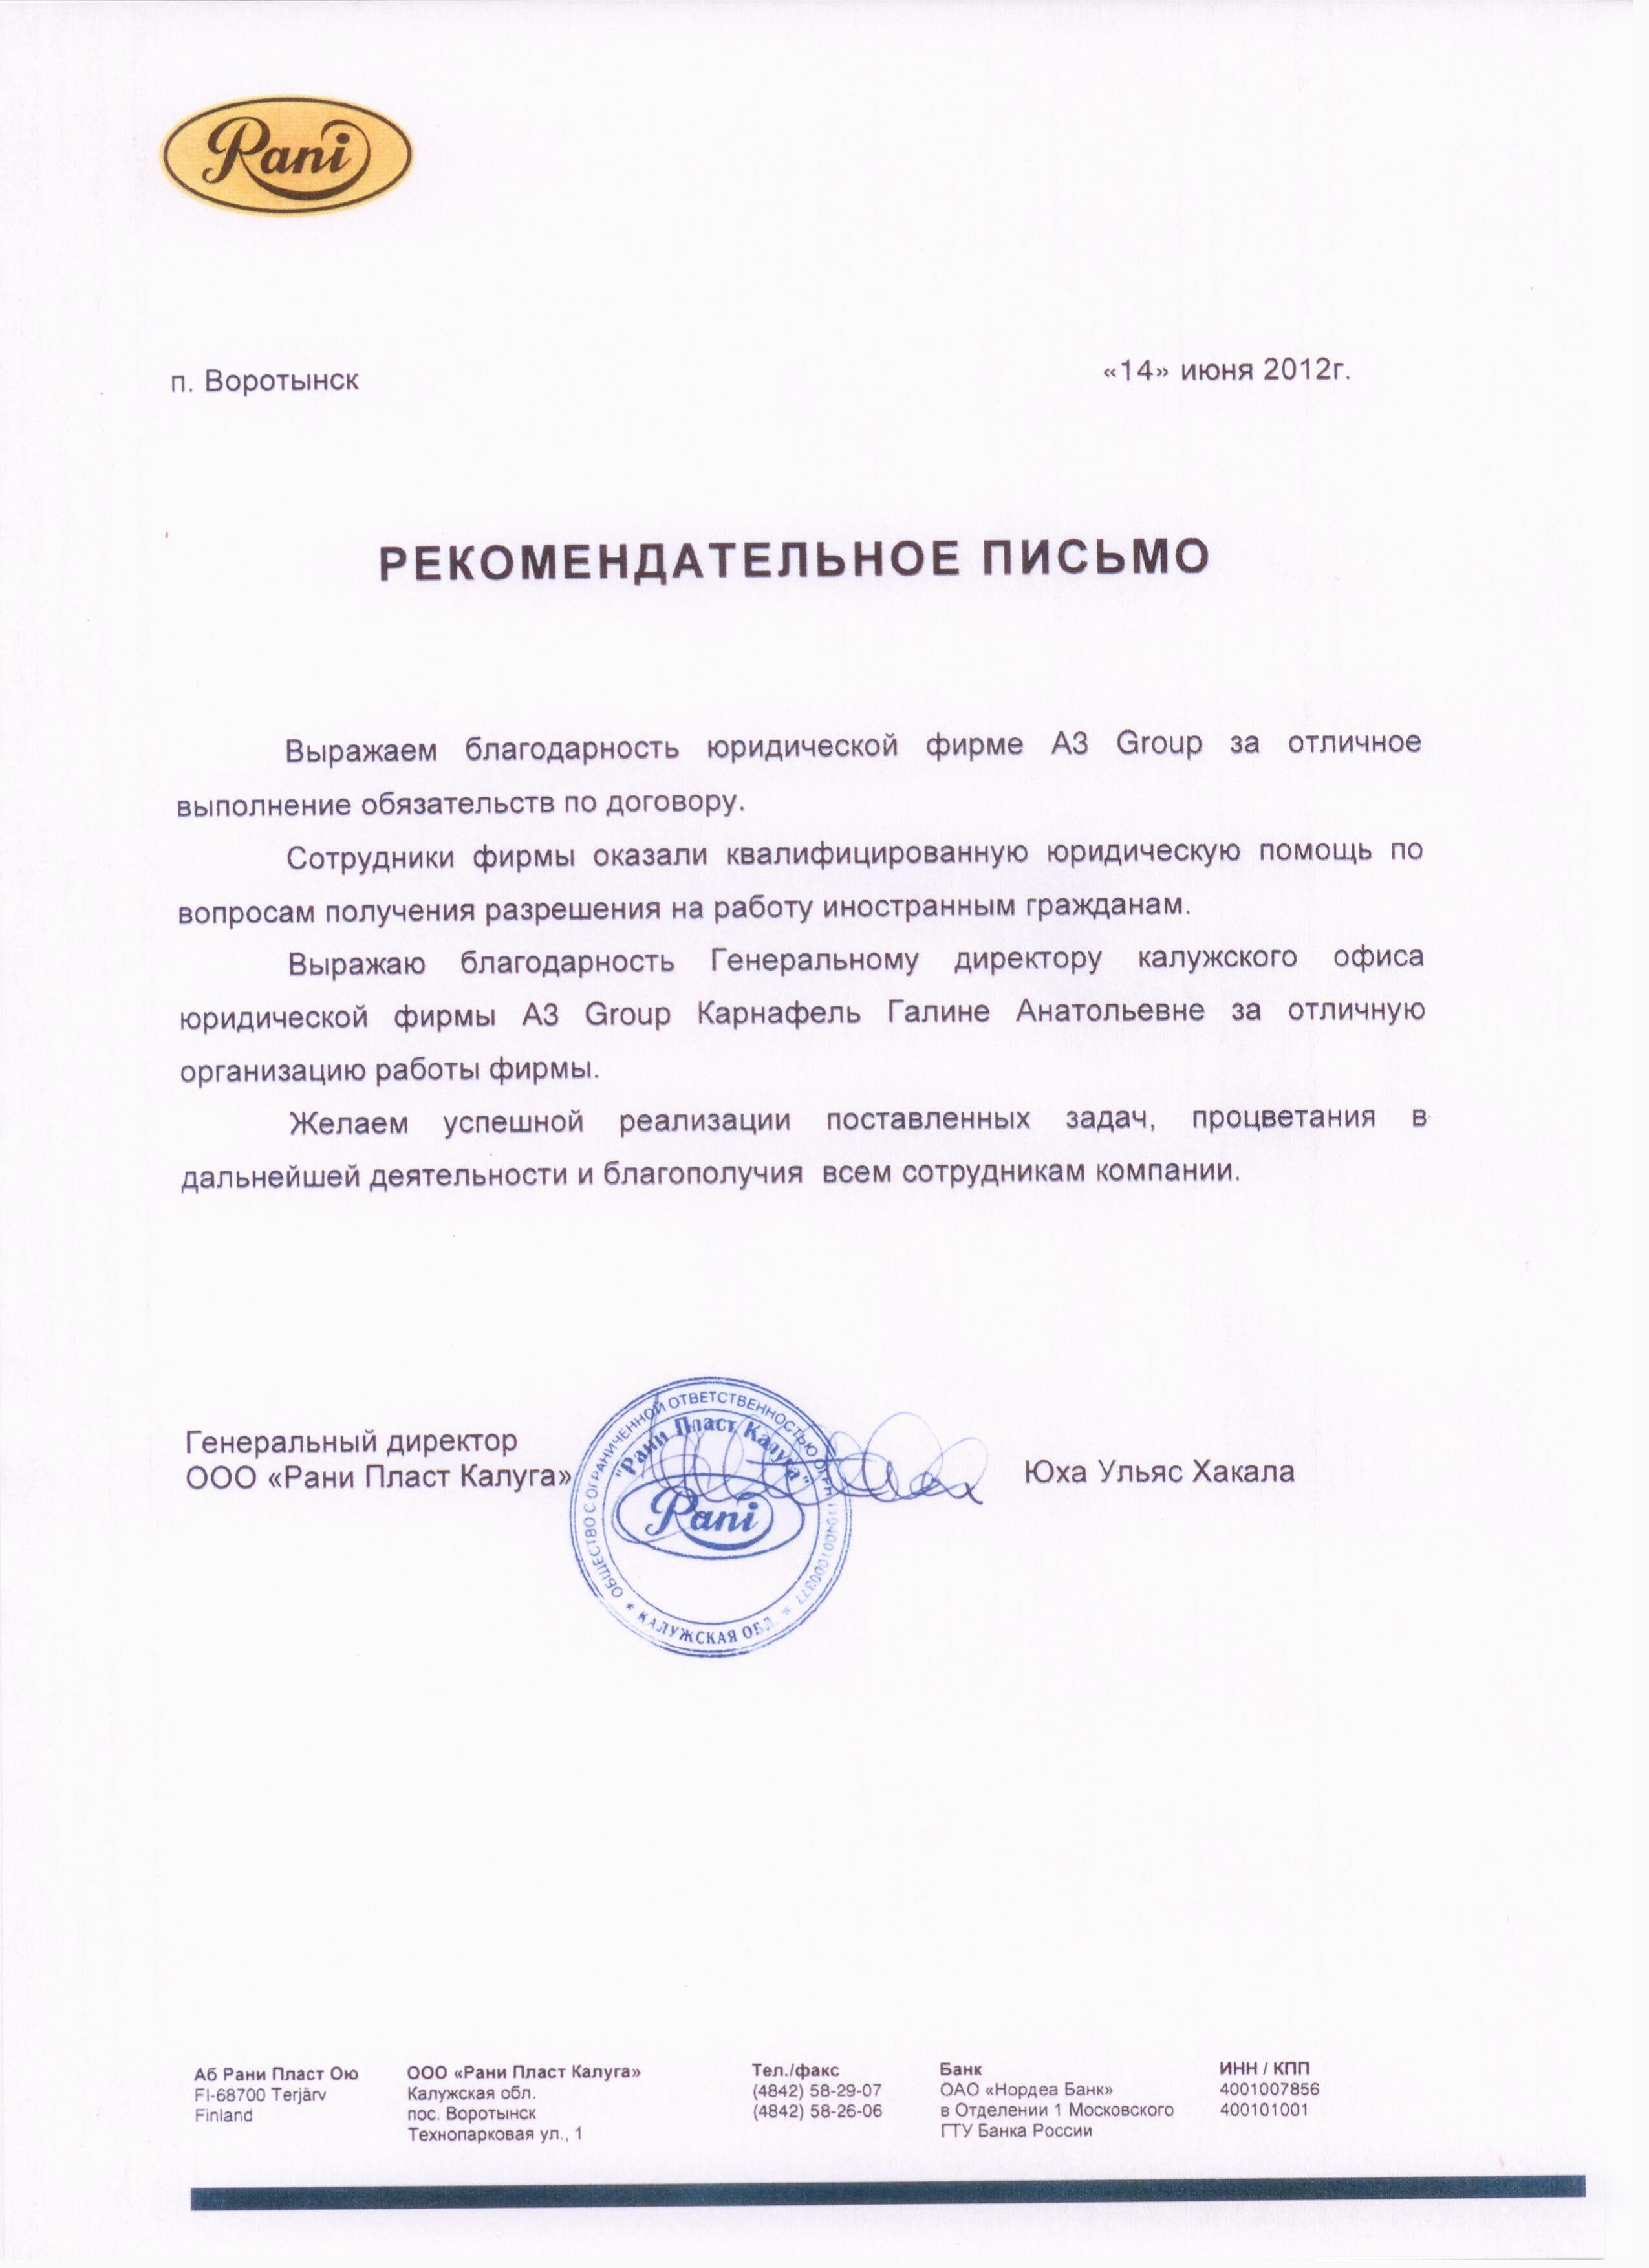 Rani
п. Воротынск
«14» июня 2012г.
РЕКОМЕНДАТЕЛЬНОЕ ПИСЬМО
Выражаем благодарность юридической фирме А3 Group за отличное
выполнение обязательств по договору.
Сотрудники фирмы оказали квалифицированную юридическую помощь по
вопросам получения разрешения на работу иностранным гражданам.
Выражаю благодарность Генеральному директору калужского офиса
юридической фирмы А3 Group Карнафель Галине Анатольевне за отличную
организацию работы фирмы.
Желаем успешной реализации поставленных задач, процветания в
дальнейшей деятельности и благополучия всем сотрудникам компании.
Генеральный директор
ООО «Рани Пласт Калуга»
Юха Ульяс Хакала
ОБЩЕСТВО С ОГРАНИЧЕННОЙ ОТВЕТСТВЕННОСТЬЮ ОГРН 1104001000377
"Рани Пласт Калуга"
Rani
* КАЛУЖСКАЯ ОБЛ. *
Аб Рани Пласт Ою
FI-68700 Terjärv
Finland
ООО «Рани Пласт Калуга»
Калужская обл.
пос. Воротынск
Технопарковая ул., 1
Тел./факс
(4842) 58-29-07
(4842) 58-26-06
Банк
ОАО «Нордеа Банк»
в Отделении 1 Московского
ГТУ Банка России
ИНН / КПП
4001007856
400101001